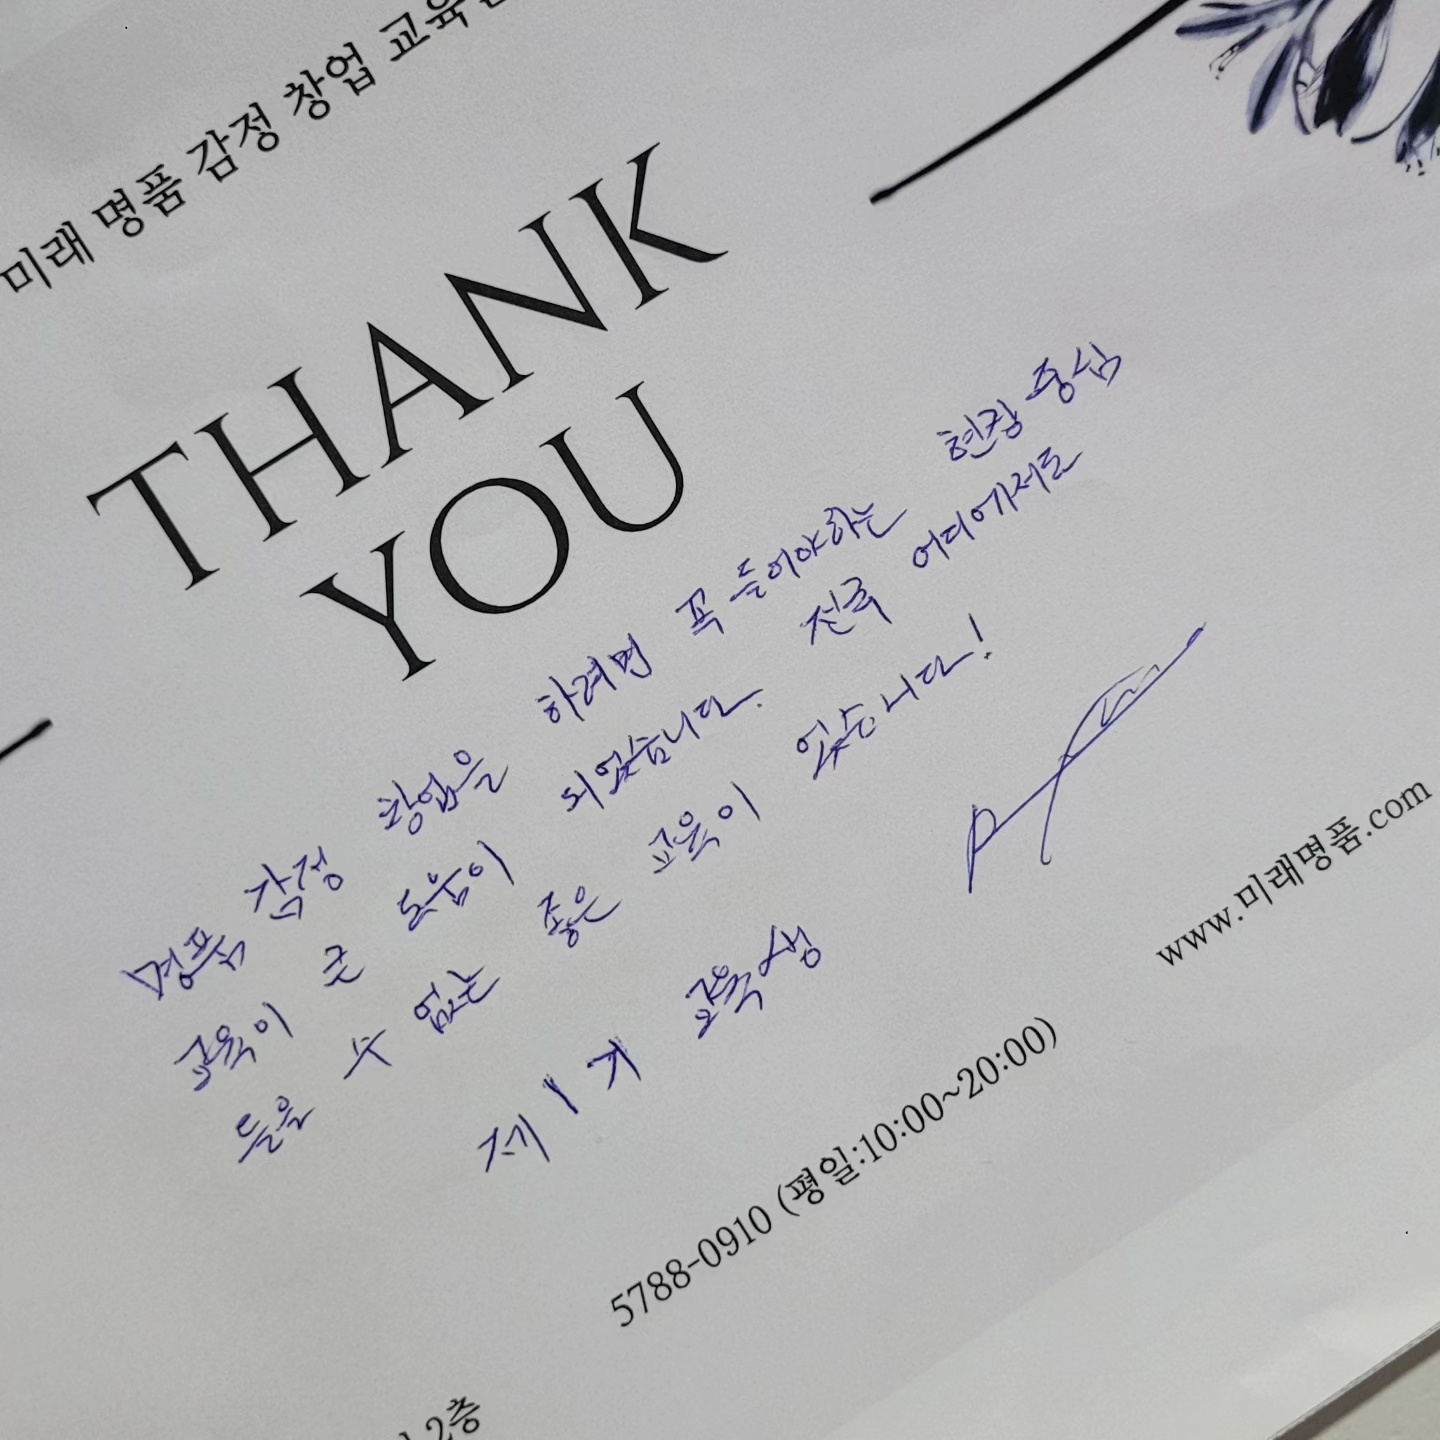 미래 명품 감정 창업 교육
THANK
YOU
명품 감정 창업을 하려면 꼭 들어야하는 현장 중심
교육이 큰 도움이 되었습니다. 전국 어디에서도
들을 수 없는 좋은 교육이 있습니다!
제 1 기 교육생
www.미래명품.com
5788-0910 (평일:10:00~20:00)
2층